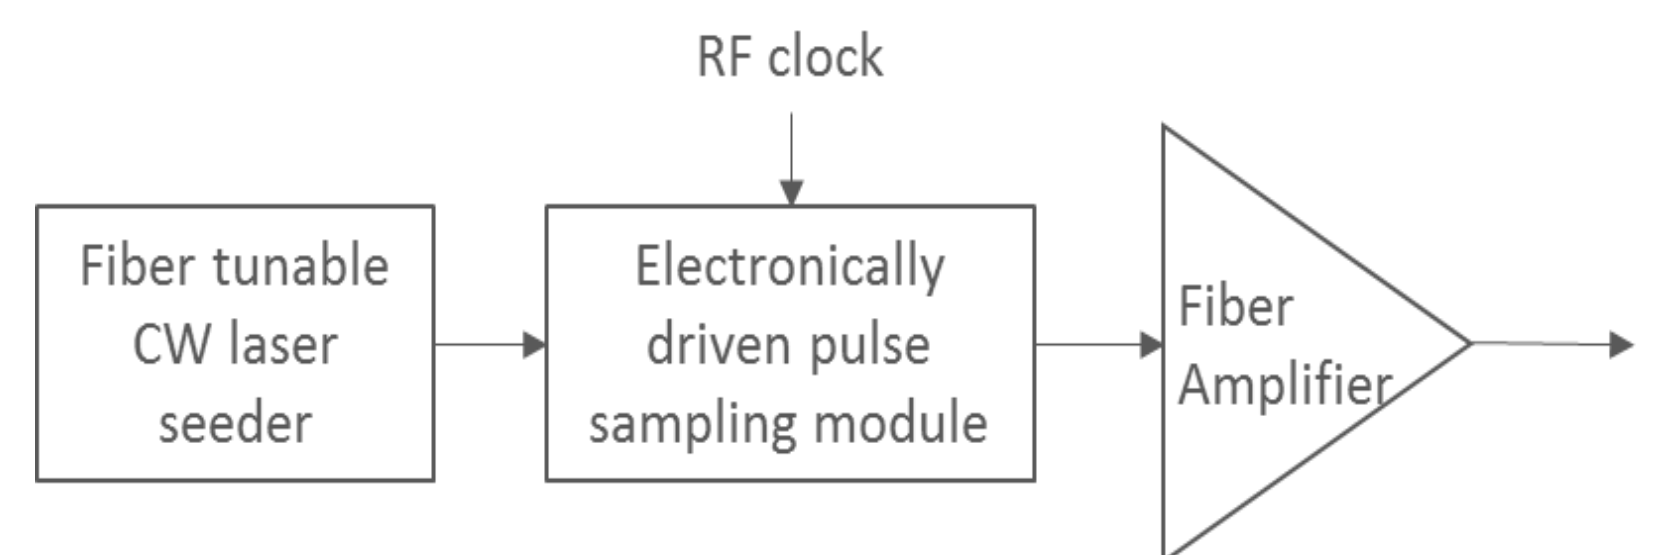 RF clock
Fiber tunable
CW laser
seeder
Electronically
driven pulse
sampling module
Fiber
Amplifier